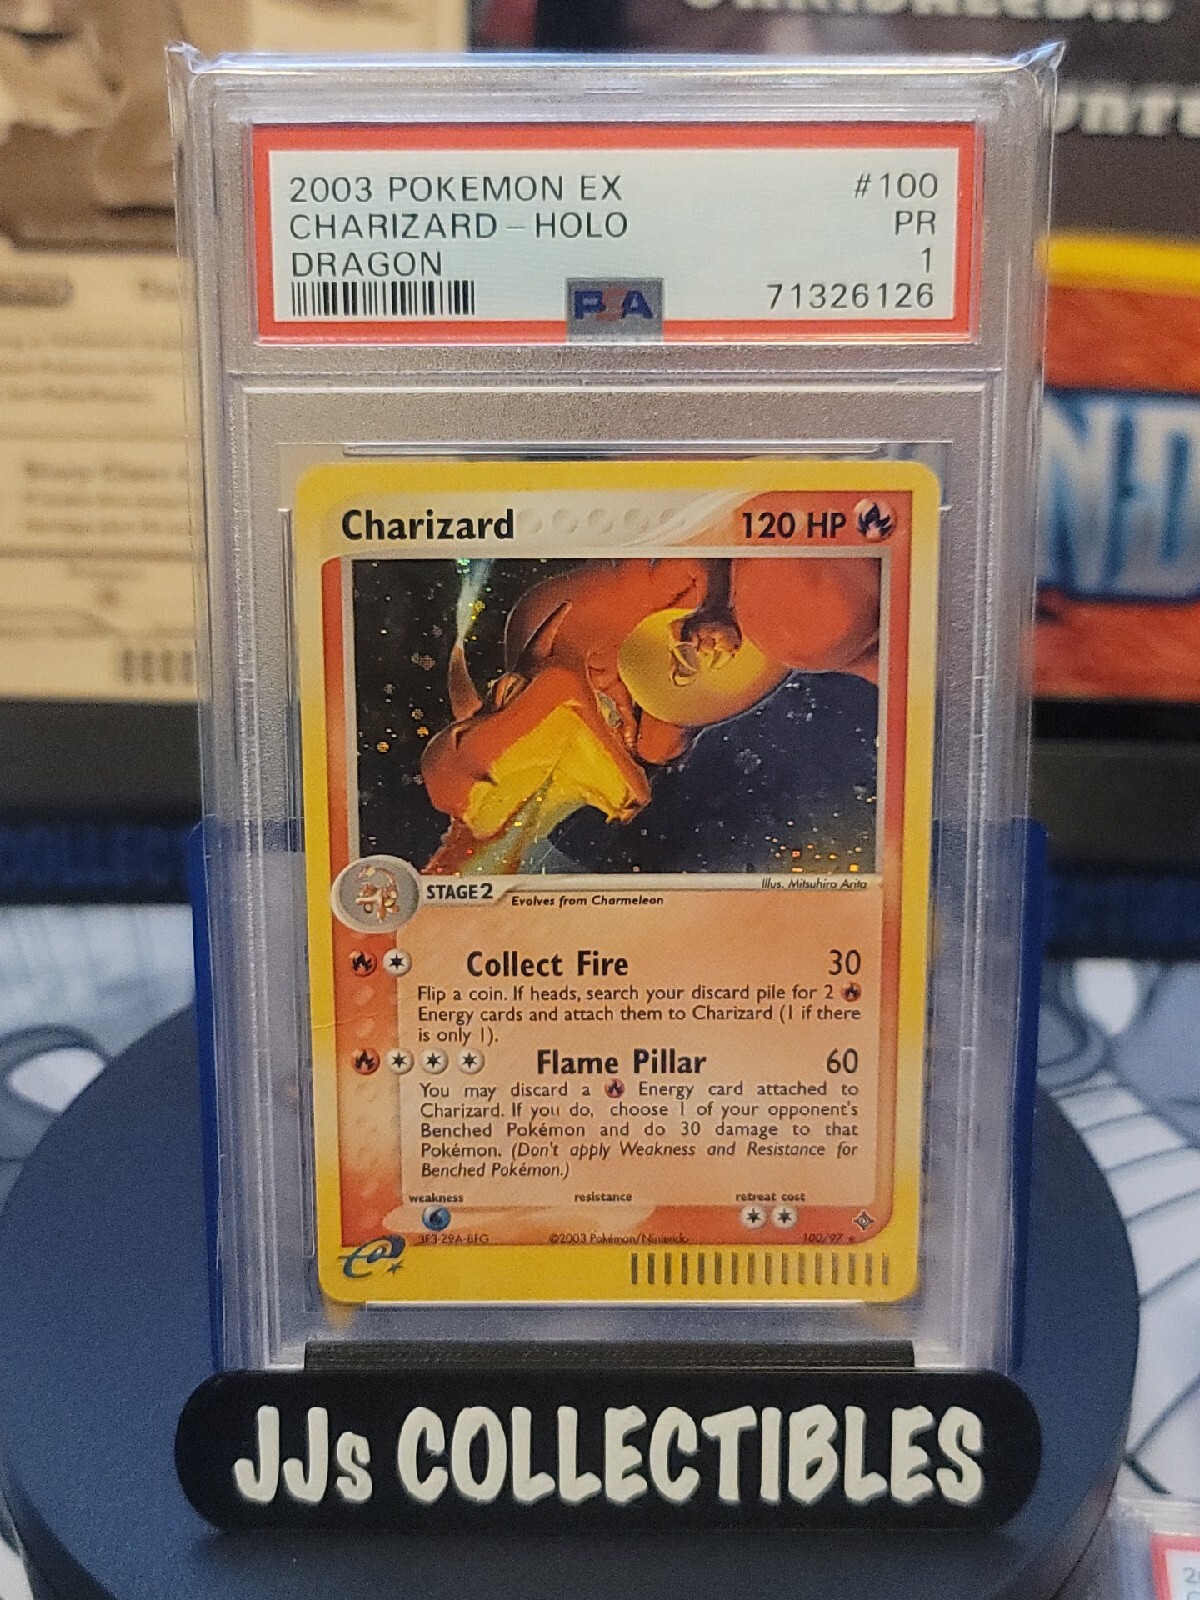 2003 POKEMON EX #100
CHARIZARD - HOLO PR
DRAGON 1
PSA 71326126
Charizard 120 HP
STAGE 2 Illus. Mitsuhiro Arita
Evolves from Charmeleon
Collect Fire 30
Flip a coin. If heads, search your discard pile for 2
Energy cards and attach them to Charizard (1 if there
is only 1).
Flame Pillar 60
You may discard a Energy card attached to
Charizard. If you do, choose 1 of your opponent's
Benched Pokémon and do 30 damage to that
Pokémon. (Don't apply Weakness and Resistance for
Benched Pokémon.)
weakness resistance retreat cost
©2003 Pokémon/Nintendo 100/97
JJs COLLECTIBLES